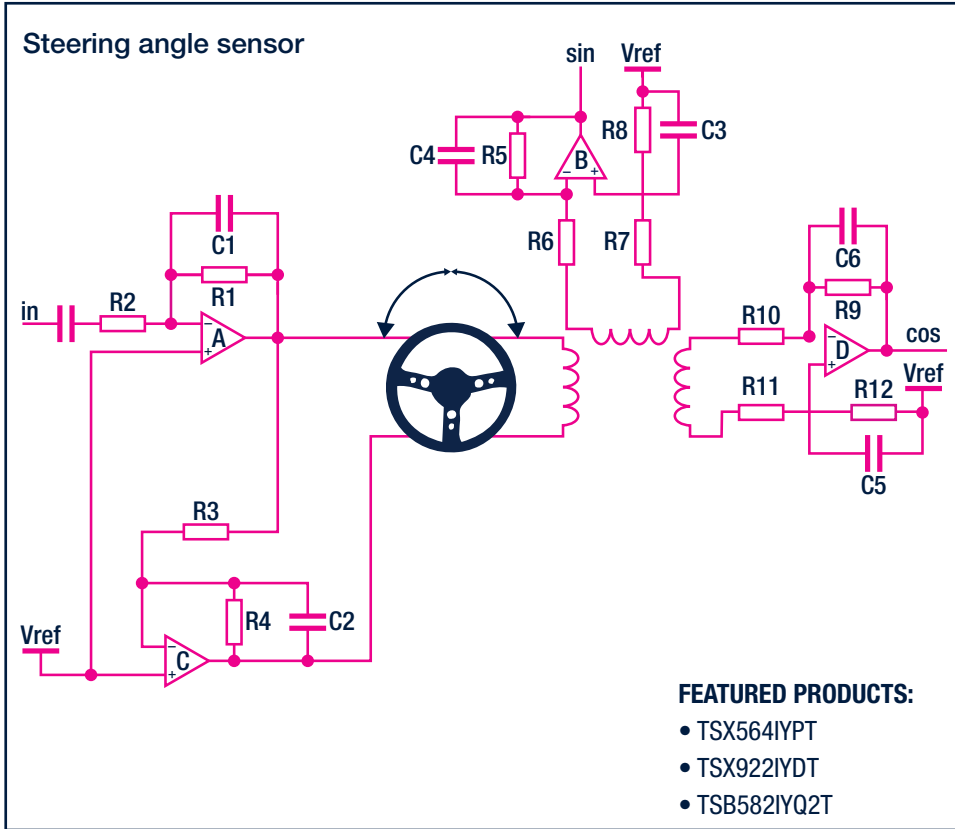 Steering angle sensor
sin
Vref
R8
C3
C4
R5
B
- +
R6
R7
C1
R1
in
R2
-
A
+
C6
R9
R10
-
D
+
cos
Vref
R11
R12
C5
R3
R4
C2
Vref
-
C
+
FEATURED PRODUCTS:
• TSX564IYPT
• TSX922IYDT
• TSB582IYQ2T